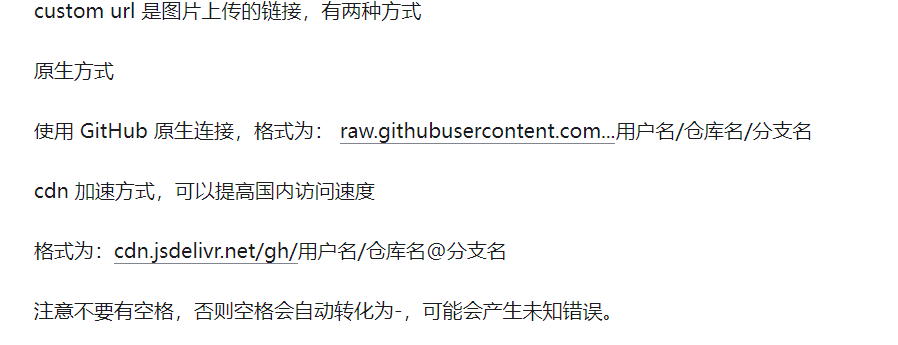 custom url 是图片上传的链接，有两种方式
原生方式
使用 GitHub 原生连接，格式为： raw.githubusercontent.com...用户名/仓库名/分支名
cdn 加速方式，可以提高国内访问速度
格式为：cdn.jsdelivr.net/gh/用户名/仓库名@分支名
注意不要有空格，否则空格会自动转化为-，可能会产生未知错误。